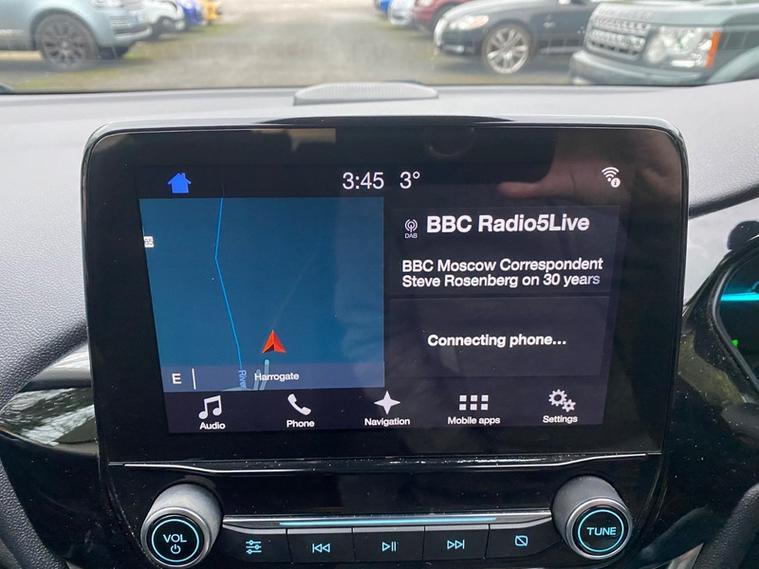 3:45 3°
BBC Radio5Live
DAB
BBC Moscow Correspondent
Steve Rosenberg on 30 years
Connecting phone...
E
Harrogate
Audio
Phone
Navigation
Mobile apps
Settings
VOL
TUNE